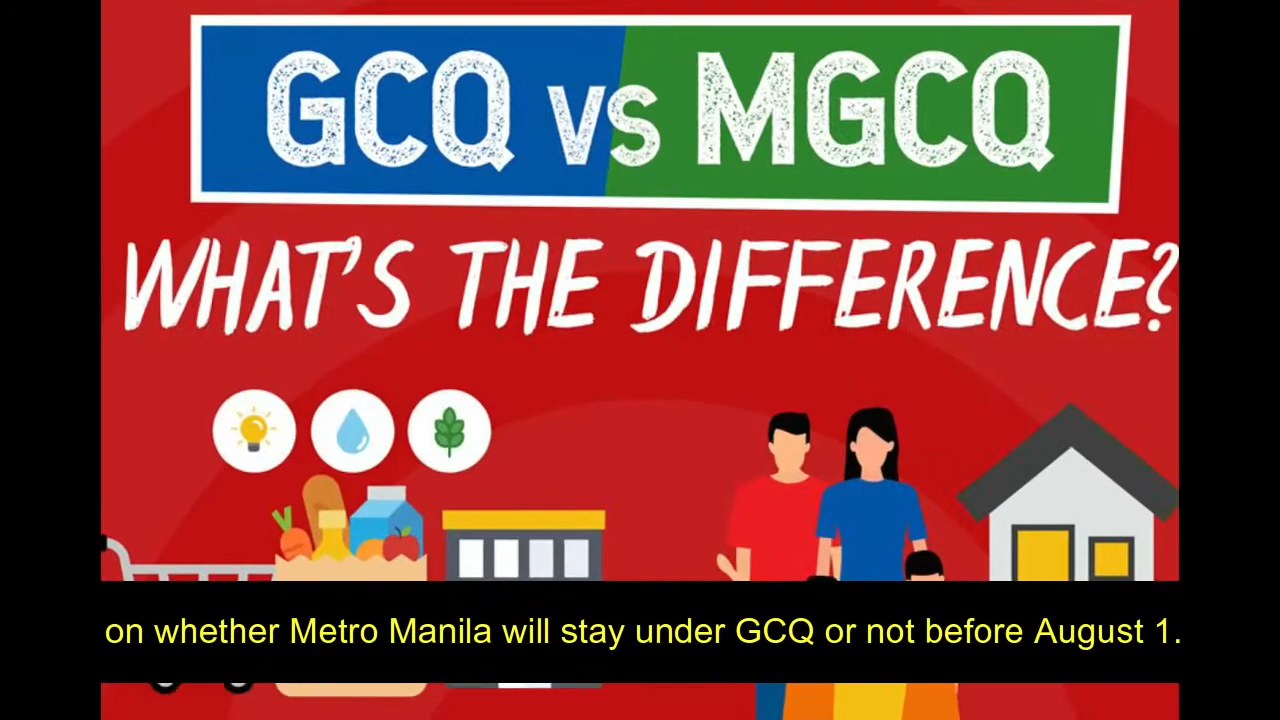 GCQ vs MGCQ
WHAT'S THE DIFFERENCE?
on whether Metro Manila will stay under GCQ or not before August 1.